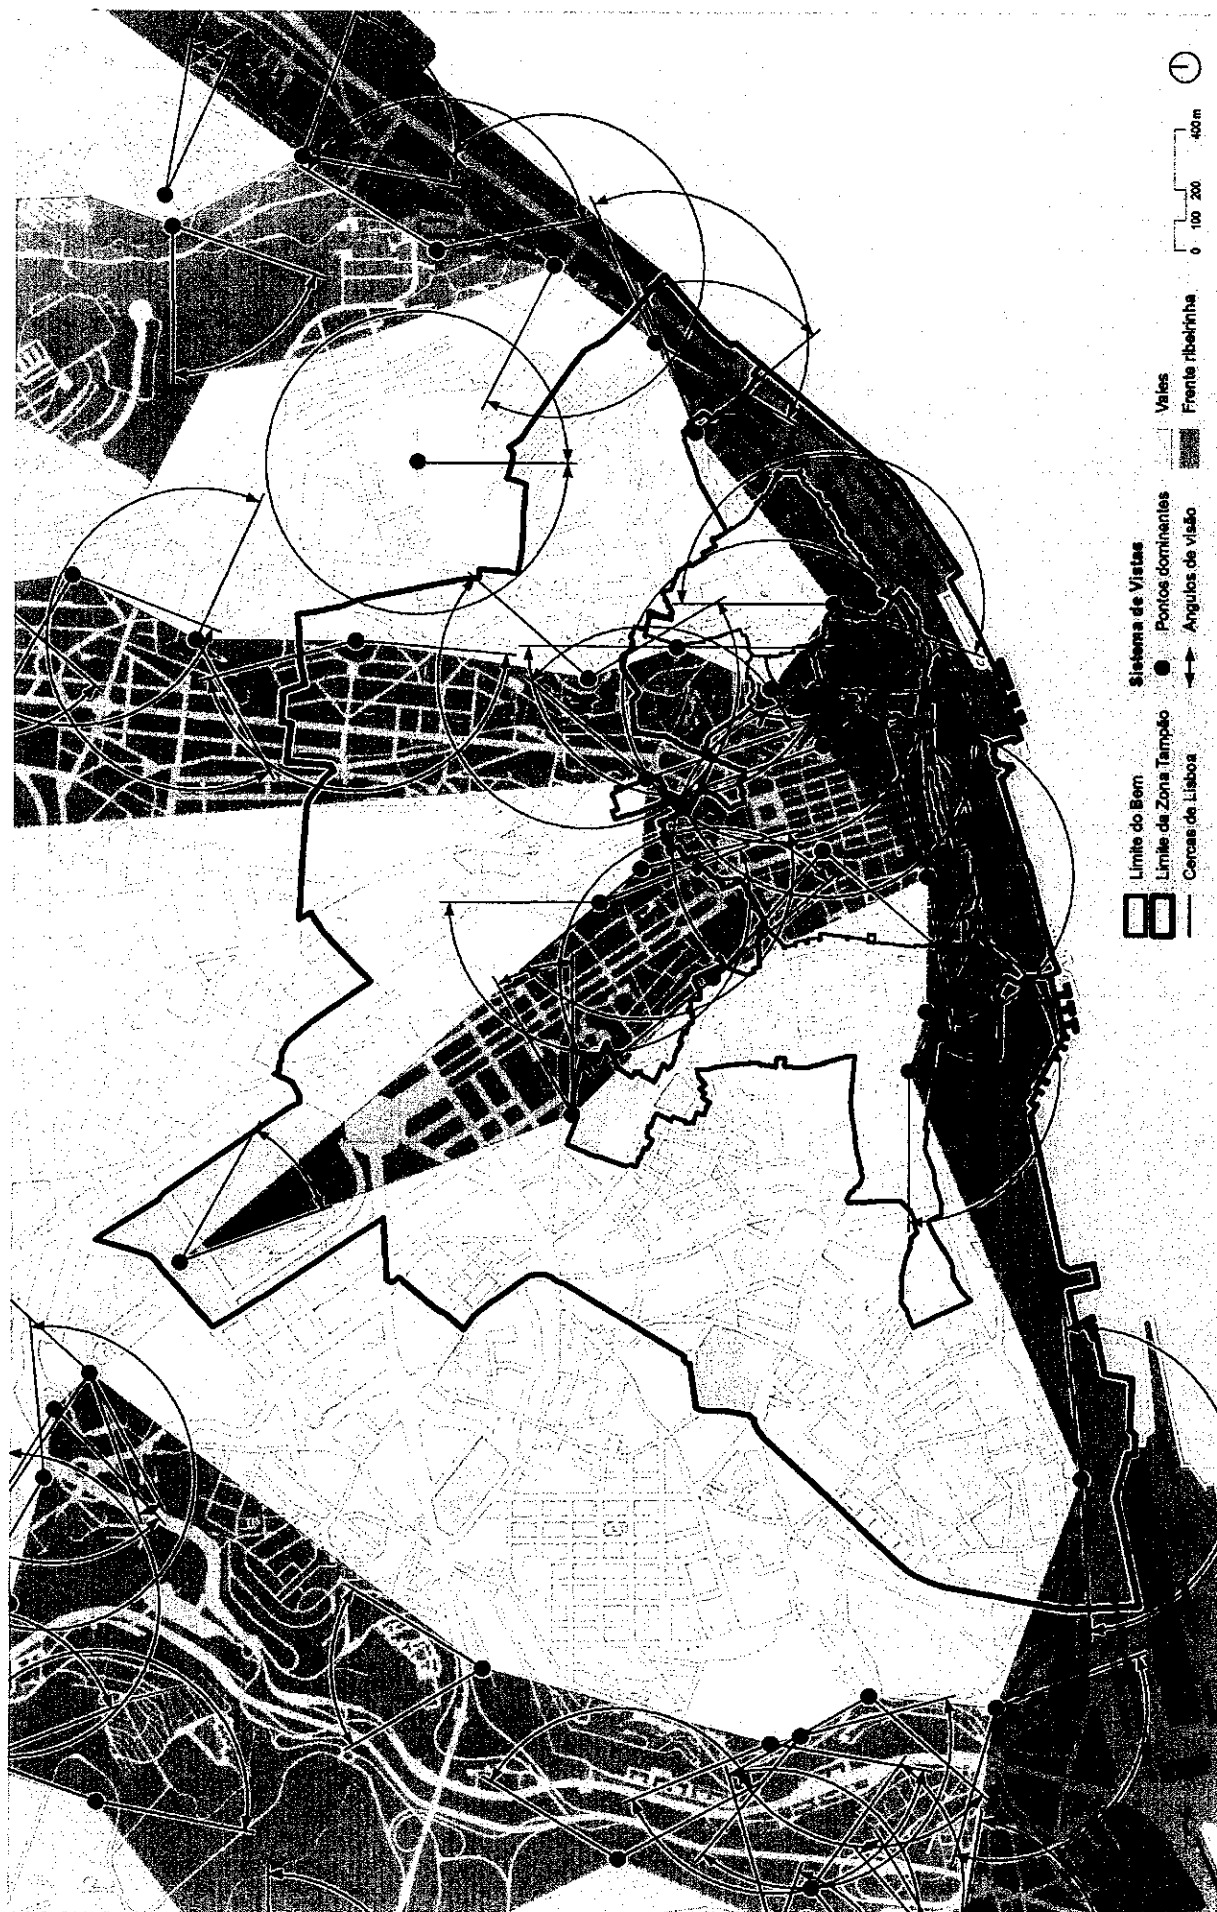 Limite do Bem
Limite da Zona Tampão
Cercas de Lisboa
Sistema de Vistas
Pontos dominantes
Ângulos de visão
Vales
Frente ribeirinha
0 100 200 400 m